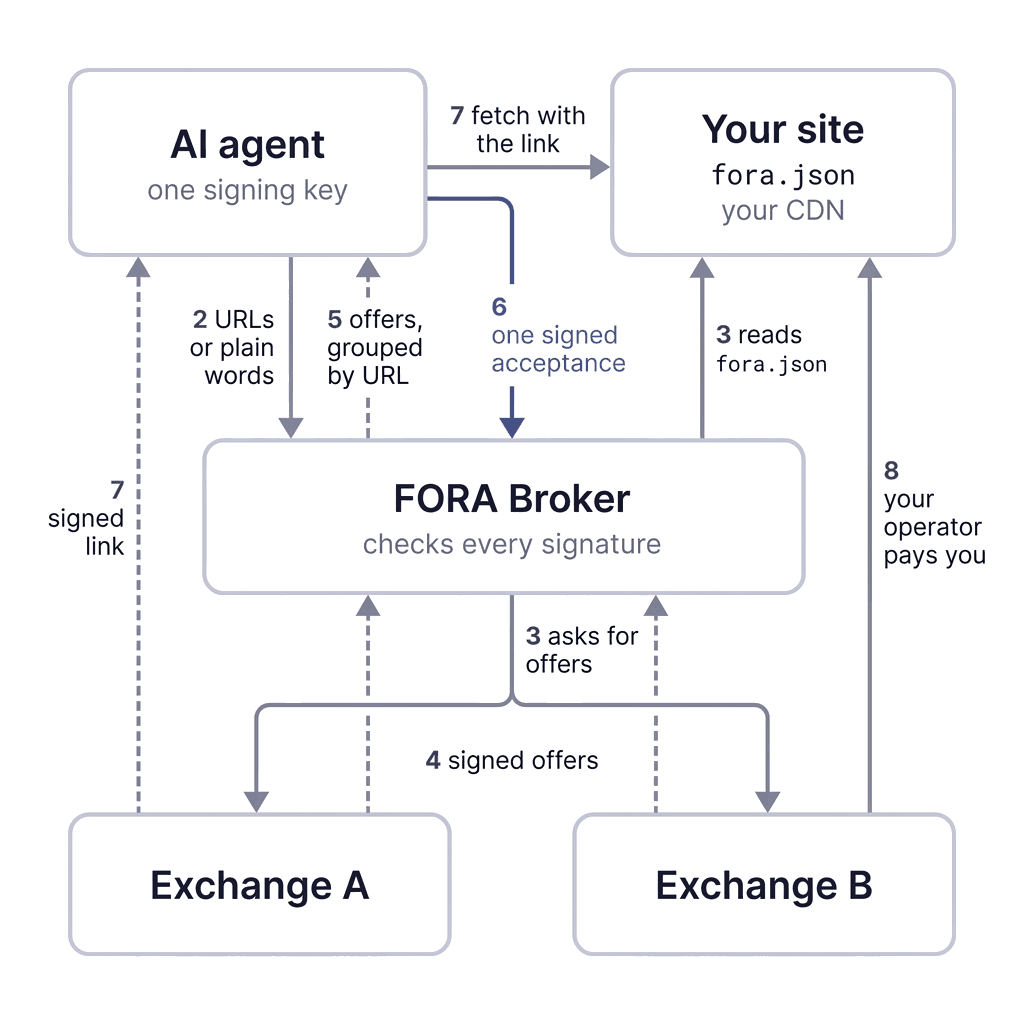 AI agent
one signing key
7 fetch with
the link
Your site
fora.json
your CDN
2 URLs
or plain
words
5 offers,
grouped
by URL
6
one signed
acceptance
3 reads
fora.json
7
signed
link
FORA Broker
checks every signature
8
your
operator
pays you
3 asks for
offers
4 signed offers
Exchange A
Exchange B